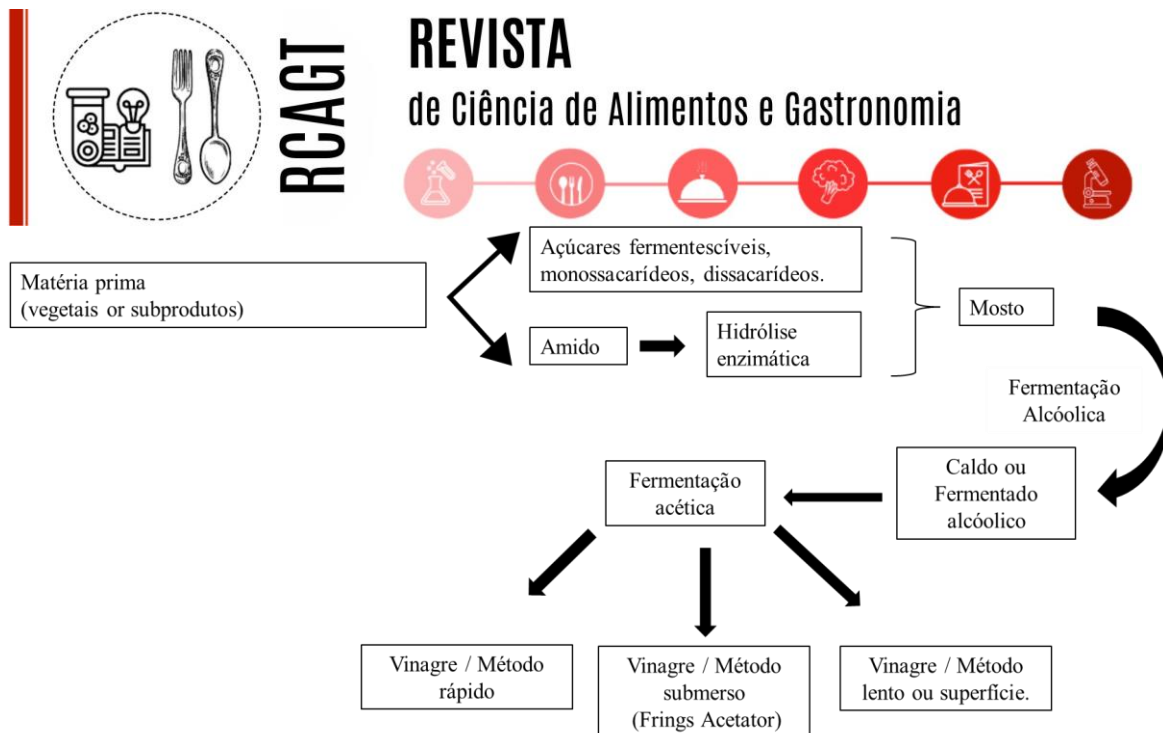 RCAGT
REVISTA
de Ciência de Alimentos e Gastronomia
Matéria prima
(vegetais or subprodutos)
Açúcares fermentescíveis,
monossacarídeos, dissacarídeos.
Amido
Hidrólise
enzimática
Mosto
Fermentação
Alcóolica
Caldo ou
Fermentado
alcóolico
Fermentação
acética
Vinagre / Método
rápido
Vinagre / Método
submerso
(Frings Acetator)
Vinagre / Método
lento ou superfície.